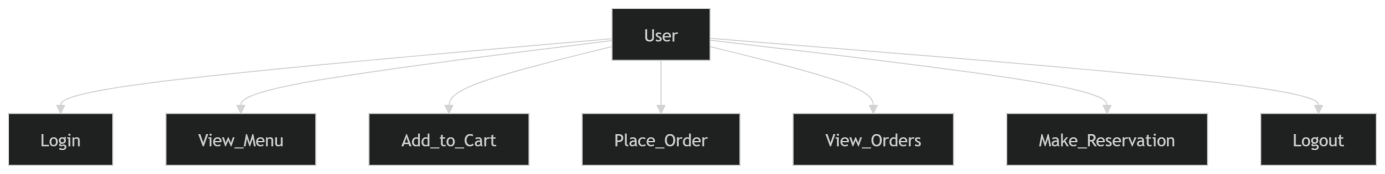 User
Login
View_Menu
Add_to_Cart
Place_Order
View_Orders
Make_Reservation
Logout